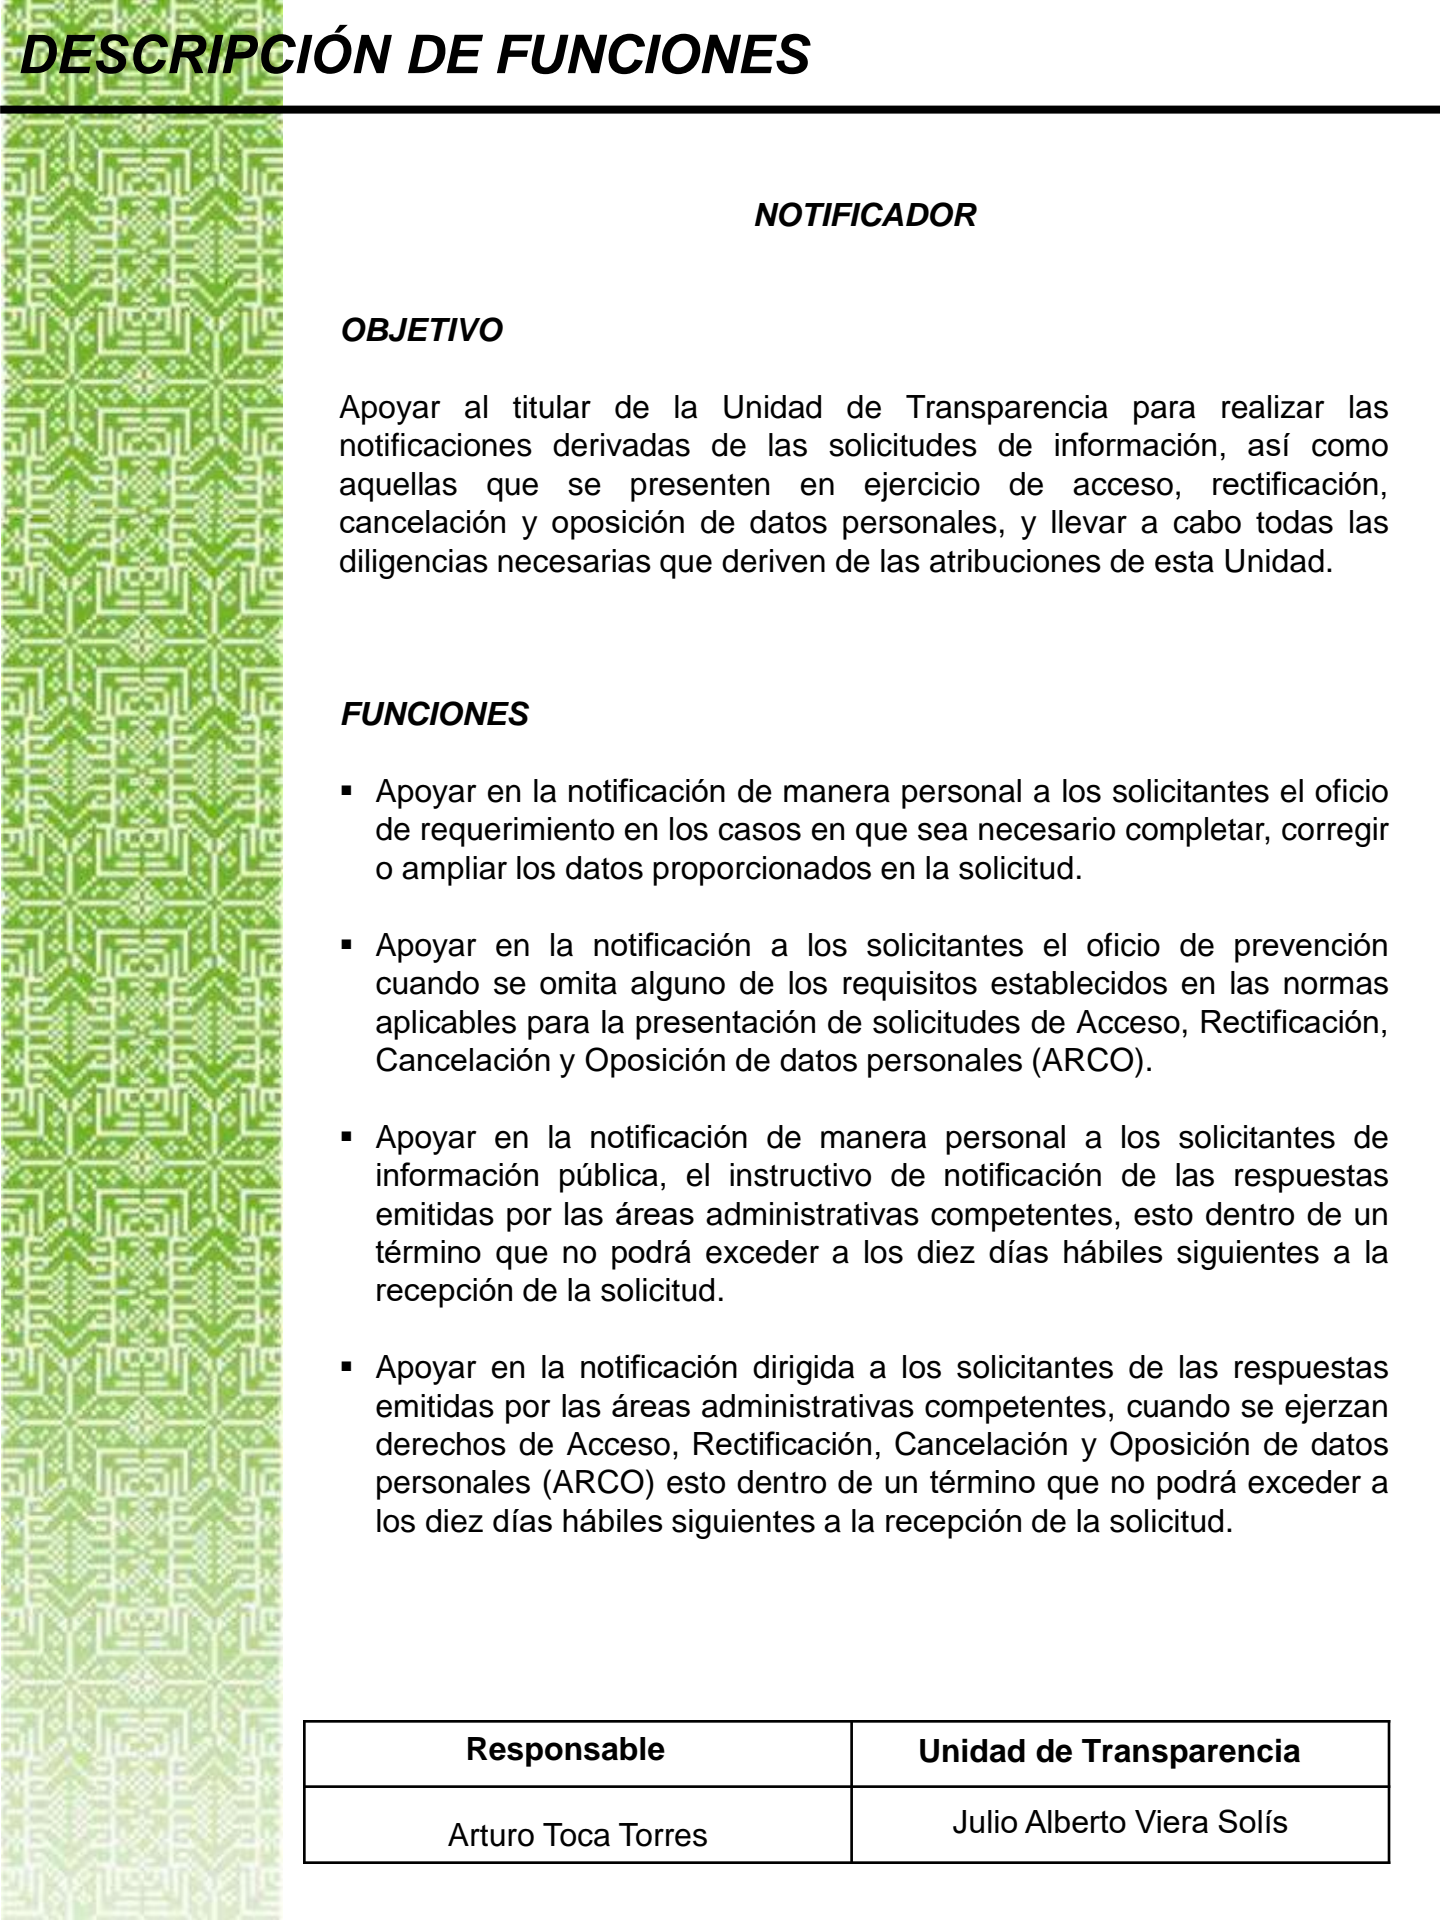 DESCRIPCIÓN DE FUNCIONES
NOTIFICADOR
OBJETIVO
Apoyar al titular de la Unidad de Transparencia para realizar las
notificaciones derivadas de las solicitudes de información, así como
aquellas que se presenten en ejercicio de acceso, rectificación,
cancelación y oposición de datos personales, y llevar a cabo todas las
diligencias necesarias que deriven de las atribuciones de esta Unidad.
FUNCIONES
▪ Apoyar en la notificación de manera personal a los solicitantes el oficio
de requerimiento en los casos en que sea necesario completar, corregir
o ampliar los datos proporcionados en la solicitud.
▪ Apoyar en la notificación a los solicitantes el oficio de prevención
cuando se omita alguno de los requisitos establecidos en las normas
aplicables para la presentación de solicitudes de Acceso, Rectificación,
Cancelación y Oposición de datos personales (ARCO).
▪ Apoyar en la notificación de manera personal a los solicitantes de
información pública, el instructivo de notificación de las respuestas
emitidas por las áreas administrativas competentes, esto dentro de un
término que no podrá exceder a los diez días hábiles siguientes a la
recepción de la solicitud.
▪ Apoyar en la notificación dirigida a los solicitantes de las respuestas
emitidas por las áreas administrativas competentes, cuando se ejerzan
derechos de Acceso, Rectificación, Cancelación y Oposición de datos
personales (ARCO) esto dentro de un término que no podrá exceder a
los diez días hábiles siguientes a la recepción de la solicitud.
Responsable
Unidad de Transparencia
Arturo Toca Torres
Julio Alberto Viera Solís